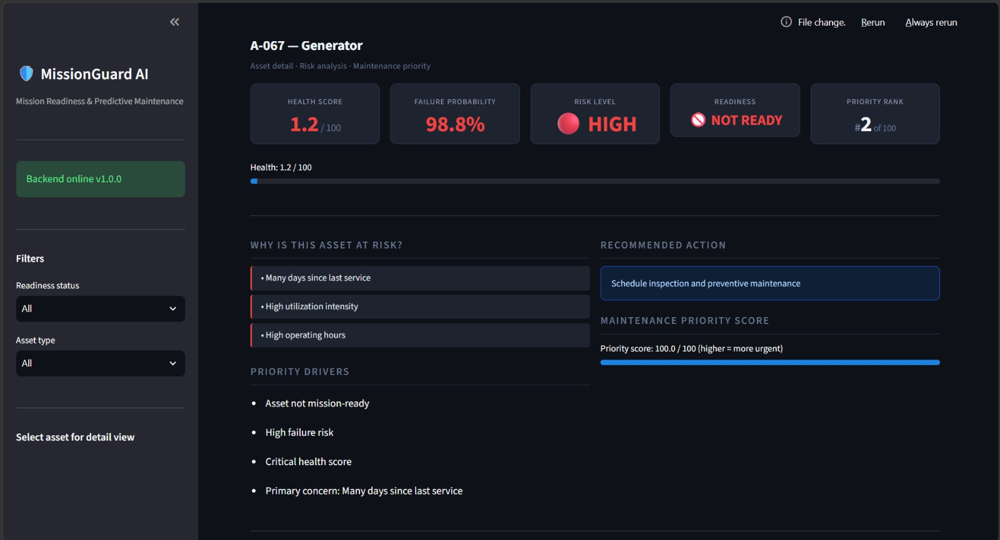 File change. Rerun Always rerun
MissionGuard AI
Mission Readiness & Predictive Maintenance
Backend online v1.0.0
Filters
Readiness status
All
Asset type
All
Select asset for detail view
A-067 — Generator
Asset detail · Risk analysis · Maintenance priority
HEALTH SCORE
1.2 / 100
FAILURE PROBABILITY
98.8%
RISK LEVEL
HIGH
READINESS
NOT READY
PRIORITY RANK
#2 of 100
Health: 1.2 / 100
WHY IS THIS ASSET AT RISK?
• Many days since last service
• High utilization intensity
• High operating hours
PRIORITY DRIVERS
• Asset not mission-ready
• High failure risk
• Critical health score
• Primary concern: Many days since last service
RECOMMENDED ACTION
Schedule inspection and preventive maintenance
MAINTENANCE PRIORITY SCORE
Priority score: 100.0 / 100 (higher = more urgent)